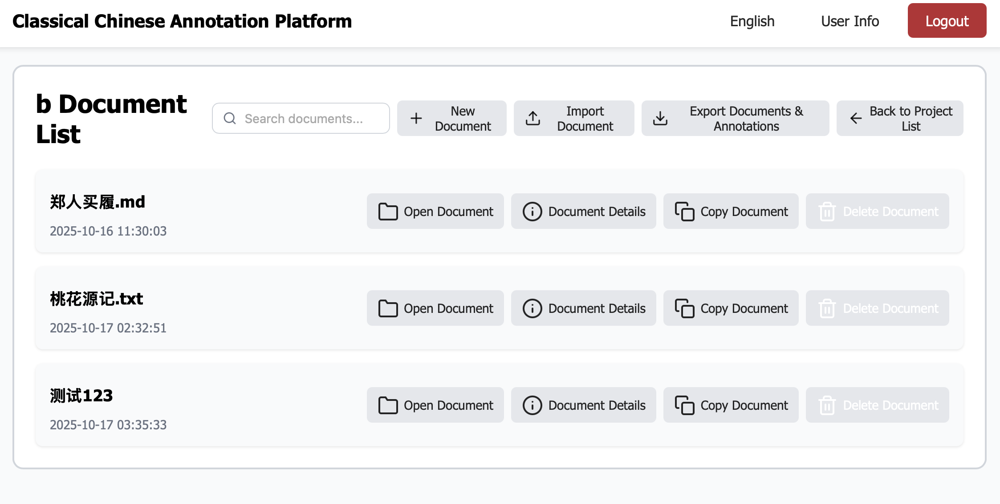 Classical Chinese Annotation Platform
English
User Info
Logout
b Document
List
Search documents...
New
Document
Import
Document
Export Documents &
Annotations
Back to Project
List
郑人买履.md
2025-10-16 11:30:03
Open Document
Document Details
Copy Document
Delete Document
桃花源记.txt
2025-10-17 02:32:51
Open Document
Document Details
Copy Document
Delete Document
测试123
2025-10-17 03:35:33
Open Document
Document Details
Copy Document
Delete Document